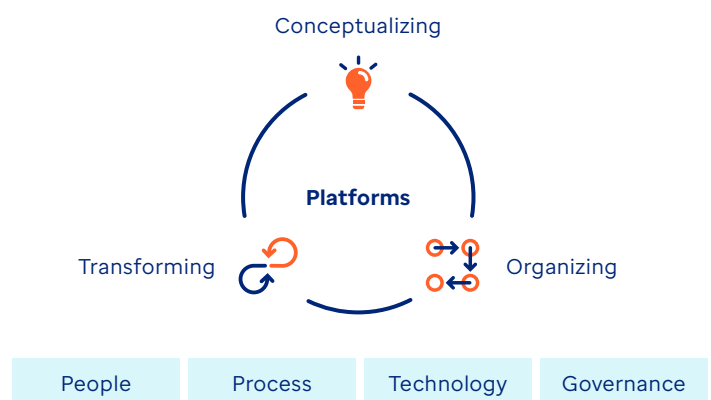 Conceptualizing
Platforms
Transforming
Organizing
People
Process
Technology
Governance